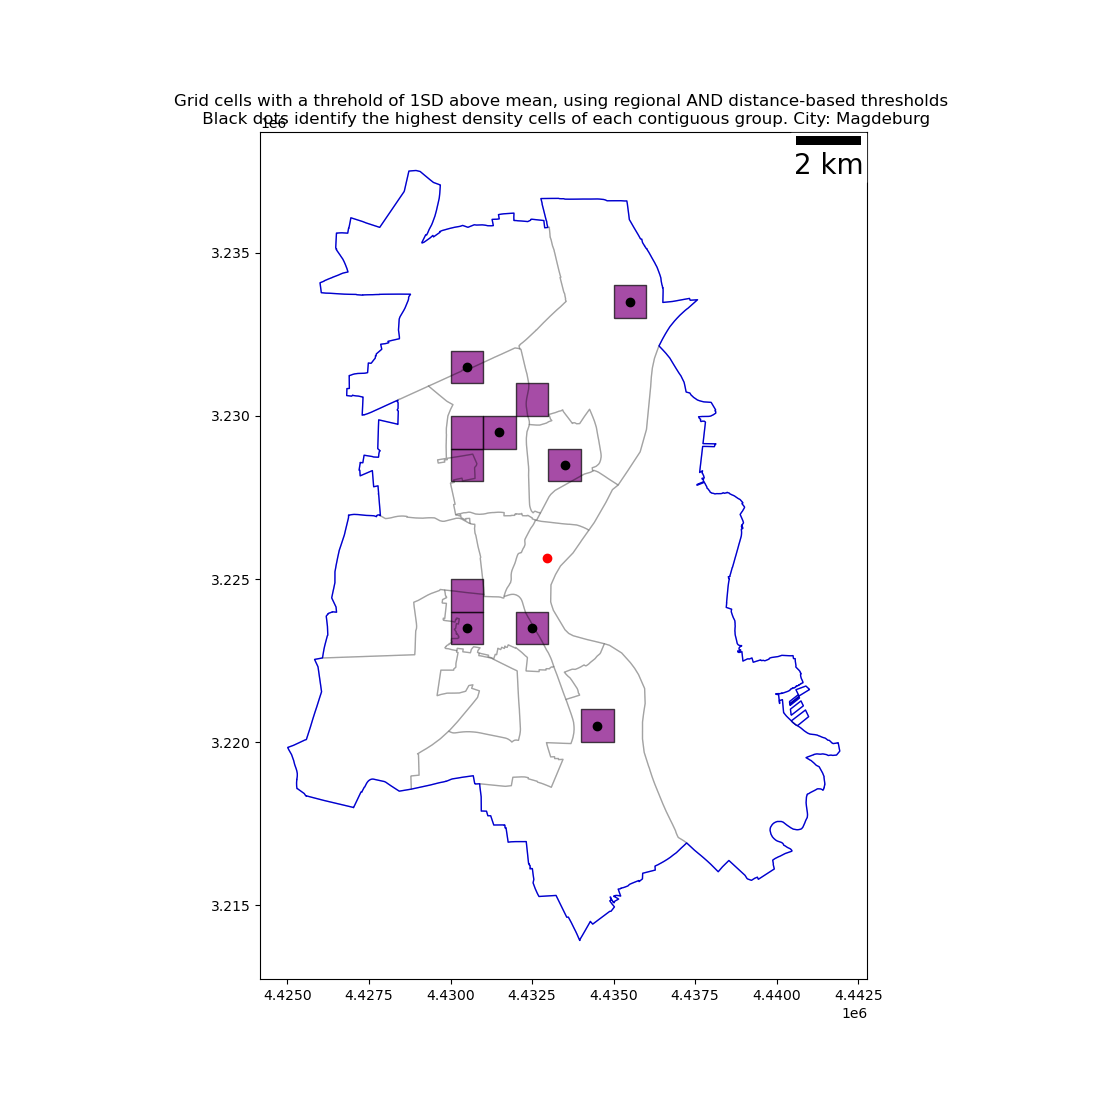 Grid cells with a threhold of 1SD above mean, using regional AND distance-based thresholds
Black dots identify the highest density cells of each contiguous group. City: Magdeburg
1e6
2 km
3.235
3.230
3.225
3.220
3.215
4.4250 4.4275 4.4300 4.4325 4.4350 4.4375 4.4400 4.4425
1e6